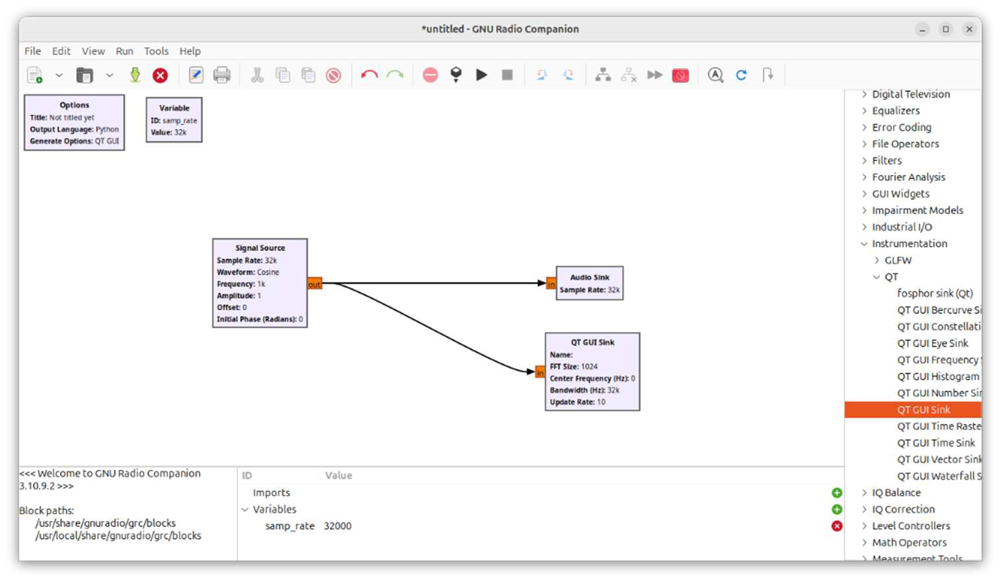 *untitled - GNU Radio Companion
File Edit View Run Tools Help
Options
Title: Not titled yet
Output Language: Python
Generate Options: QT GUI
Variable
ID: samp_rate
Value: 32k
Signal Source
Sample Rate: 32k
Waveform: Cosine
Frequency: 1k
Amplitude: 1
Offset: 0
Initial Phase (Radians): 0
out
in
Audio Sink
Sample Rate: 32k
in
QT GUI Sink
Name:
FFT Size: 1024
Center Frequency (Hz): 0
Bandwidth (Hz): 32k
Update Rate: 10
Digital Television
Equalizers
Error Coding
File Operators
Filters
Fourier Analysis
GUI Widgets
Impairment Models
Industrial I/O
Instrumentation
GLFW
QT
fosphor sink (Qt)
QT GUI Bercurve Si
QT GUI Constellati
QT GUI Eye Sink
QT GUI Frequency S
QT GUI Histogram
QT GUI Number Sin
QT GUI Sink
QT GUI Time Raste
QT GUI Time Sink
QT GUI Vector Sink
QT GUI Waterfall S
IQ Balance
IQ Correction
Level Controllers
Math Operators
Measurement Tools
<<< Welcome to GNU Radio Companion
3.10.9.2 >>>
Block paths:
/usr/share/gnuradio/grc/blocks
/usr/local/share/gnuradio/grc/blocks
ID Value
Imports
Variables
samp_rate 32000